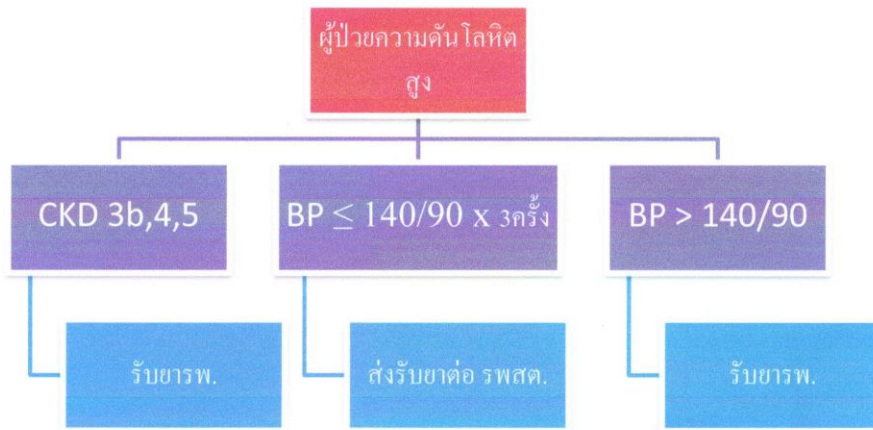 ผู้ป่วยความดันโลหิต
สูง
CKD 3b,4,5
BP ≤ 140/90 x 3ครั้ง
BP > 140/90
รับยารพ.
ส่งรับยาต่อ รพสต.
รับยารพ.